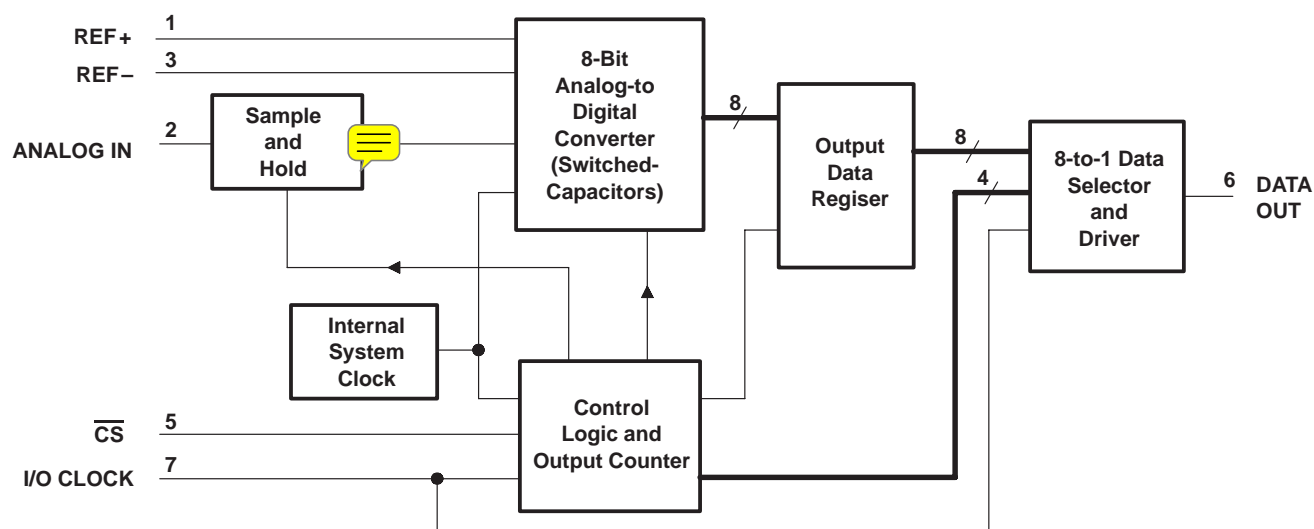 REF+
1
REF–
3
ANALOG IN
2
Sample
and
Hold
8-Bit
Analog-to
Digital
Converter
(Switched-
Capacitors)
8
Output
Data
Regiser
8
4
8-to-1 Data
Selector
and
Driver
6
DATA
OUT
Internal
System
Clock
Control
Logic and
Output Counter
CS
5
I/O CLOCK
7